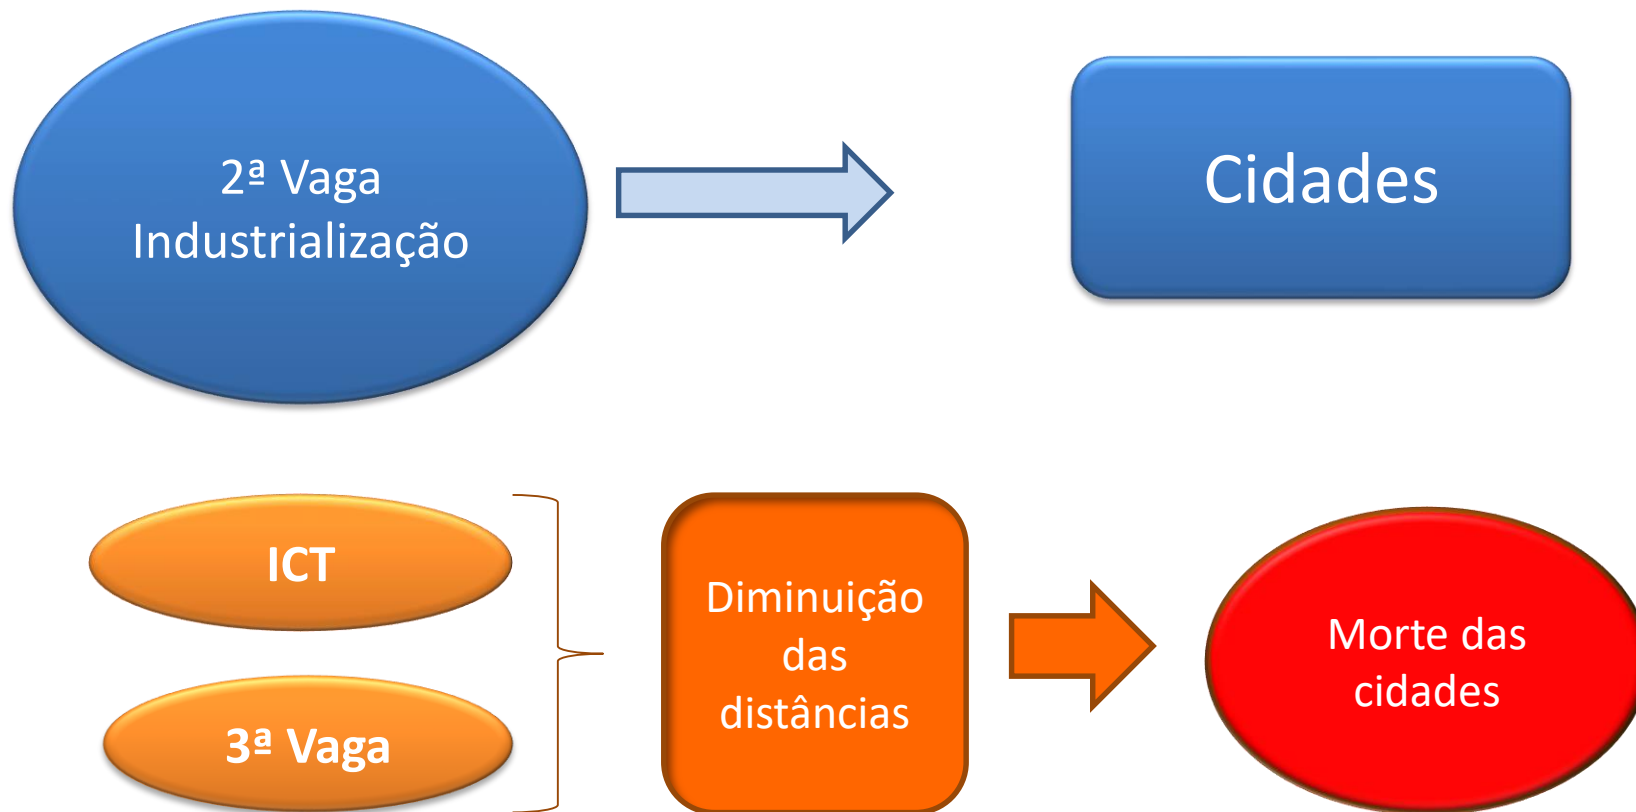 2ª Vaga
Industrialização
Cidades
ICT
3ª Vaga
Diminuição
das
distâncias
Morte das
cidades